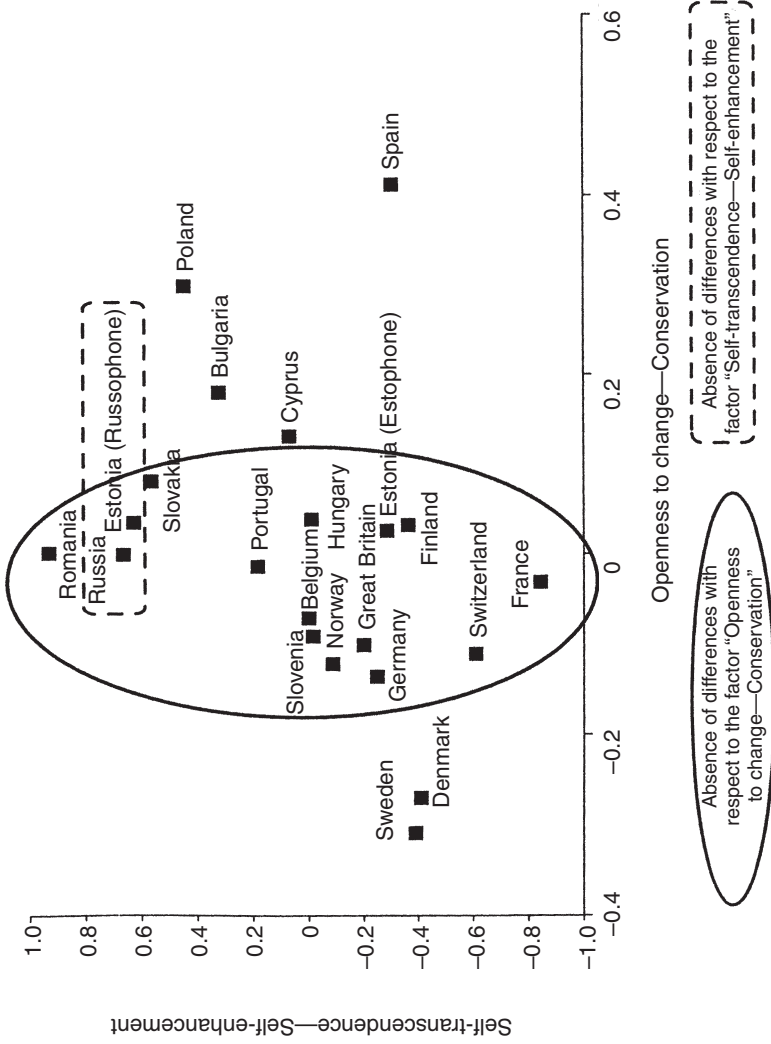 Self-transcendence—Self-enhancement
1.0
0.8
0.6
0.4
0.2
0
−0.2
−0.4
−0.6
−0.8
−1.0
Romania
Russia
Estonia (Russophone)
Slovakia
Poland
Bulgaria
Cyprus
Portugal
Slovenia
Belgium
Hungary
Norway
Great Britain
Estonia (Estophone)
Germany
Finland
Spain
Sweden
Denmark
Switzerland
France
−0.4
−0.2
0
0.2
0.4
0.6
Openness to change—Conservation
Absence of differences with
respect to the factor “Openness
to change—Conservation”
Absence of differences with respect to the
factor “Self-transcendence—Self-enhancement”